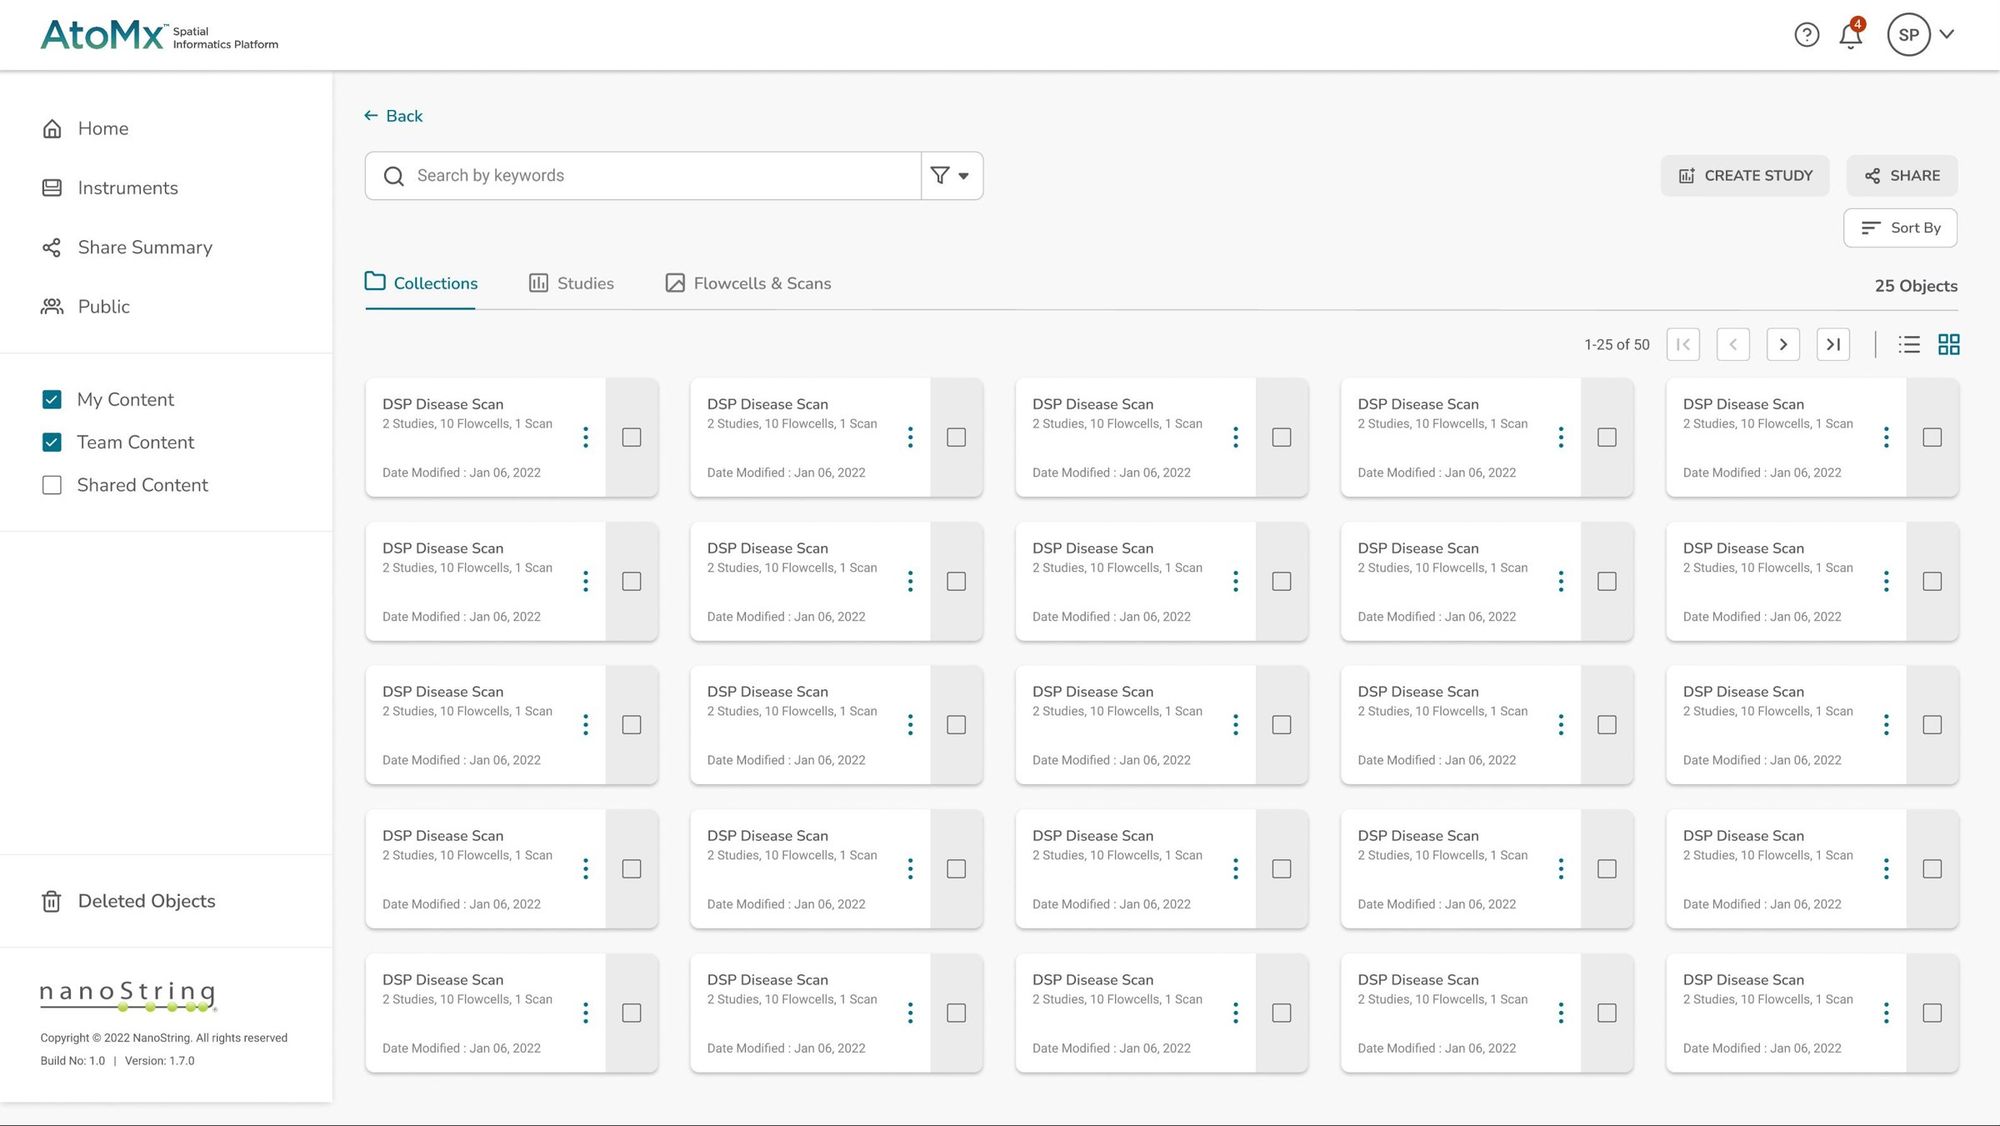 AtoMx™ Spatial
Informatics Platform
4
SP
Home
Instruments
Share Summary
Public
My Content
Team Content
Shared Content
Deleted Objects
nanoString®
Copyright © 2022 NanoString. All rights reserved
Build No: 1.0 | Version: 1.7.0
Back
Search by keywords
CREATE STUDY
SHARE
Sort By
Collections
Studies
Flowcells & Scans
25 Objects
1-25 of 50
DSP Disease Scan
2 Studies, 10 Flowcells, 1 Scan
Date Modified : Jan 06, 2022
DSP Disease Scan
2 Studies, 10 Flowcells, 1 Scan
Date Modified : Jan 06, 2022
DSP Disease Scan
2 Studies, 10 Flowcells, 1 Scan
Date Modified : Jan 06, 2022
DSP Disease Scan
2 Studies, 10 Flowcells, 1 Scan
Date Modified : Jan 06, 2022
DSP Disease Scan
2 Studies, 10 Flowcells, 1 Scan
Date Modified : Jan 06, 2022
DSP Disease Scan
2 Studies, 10 Flowcells, 1 Scan
Date Modified : Jan 06, 2022
DSP Disease Scan
2 Studies, 10 Flowcells, 1 Scan
Date Modified : Jan 06, 2022
DSP Disease Scan
2 Studies, 10 Flowcells, 1 Scan
Date Modified : Jan 06, 2022
DSP Disease Scan
2 Studies, 10 Flowcells, 1 Scan
Date Modified : Jan 06, 2022
DSP Disease Scan
2 Studies, 10 Flowcells, 1 Scan
Date Modified : Jan 06, 2022
DSP Disease Scan
2 Studies, 10 Flowcells, 1 Scan
Date Modified : Jan 06, 2022
DSP Disease Scan
2 Studies, 10 Flowcells, 1 Scan
Date Modified : Jan 06, 2022
DSP Disease Scan
2 Studies, 10 Flowcells, 1 Scan
Date Modified : Jan 06, 2022
DSP Disease Scan
2 Studies, 10 Flowcells, 1 Scan
Date Modified : Jan 06, 2022
DSP Disease Scan
2 Studies, 10 Flowcells, 1 Scan
Date Modified : Jan 06, 2022
DSP Disease Scan
2 Studies, 10 Flowcells, 1 Scan
Date Modified : Jan 06, 2022
DSP Disease Scan
2 Studies, 10 Flowcells, 1 Scan
Date Modified : Jan 06, 2022
DSP Disease Scan
2 Studies, 10 Flowcells, 1 Scan
Date Modified : Jan 06, 2022
DSP Disease Scan
2 Studies, 10 Flowcells, 1 Scan
Date Modified : Jan 06, 2022
DSP Disease Scan
2 Studies, 10 Flowcells, 1 Scan
Date Modified : Jan 06, 2022
DSP Disease Scan
2 Studies, 10 Flowcells, 1 Scan
Date Modified : Jan 06, 2022
DSP Disease Scan
2 Studies, 10 Flowcells, 1 Scan
Date Modified : Jan 06, 2022
DSP Disease Scan
2 Studies, 10 Flowcells, 1 Scan
Date Modified : Jan 06, 2022
DSP Disease Scan
2 Studies, 10 Flowcells, 1 Scan
Date Modified : Jan 06, 2022
DSP Disease Scan
2 Studies, 10 Flowcells, 1 Scan
Date Modified : Jan 06, 2022